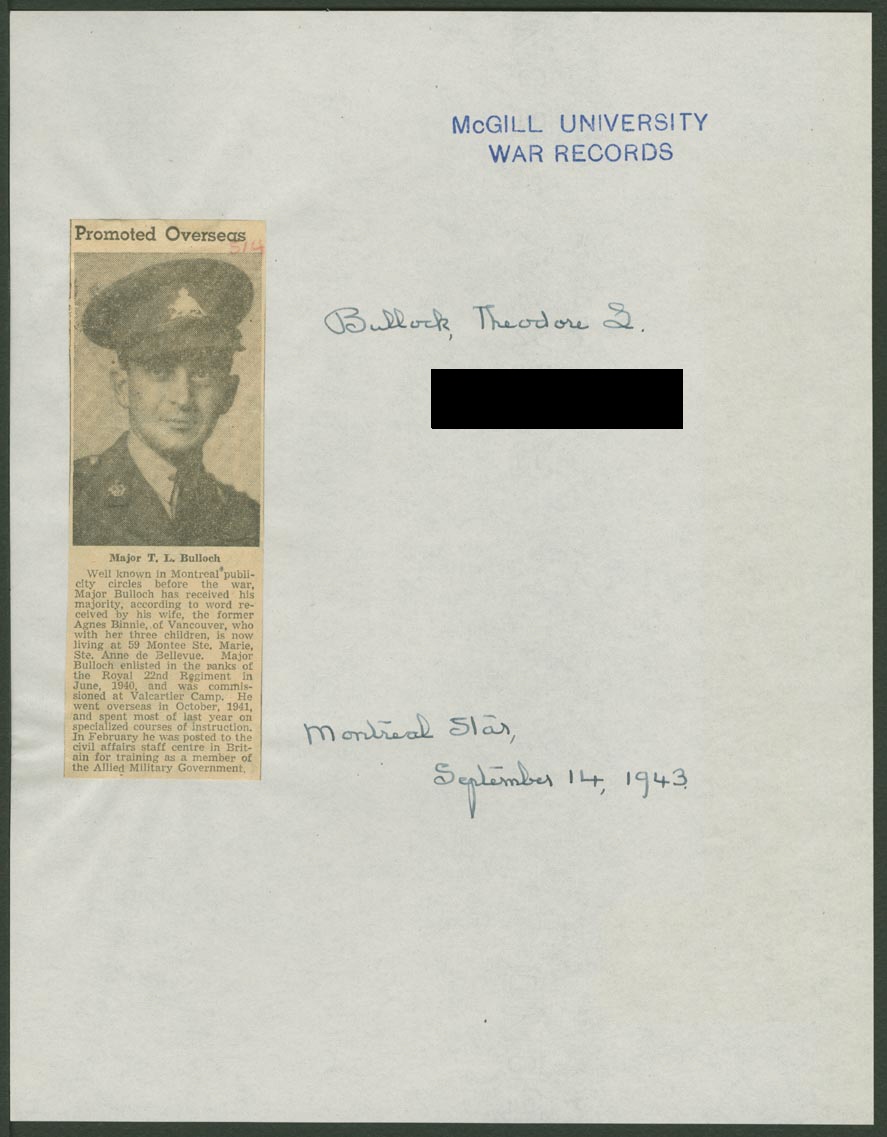 McGILL UNIVERSITY
WAR RECORDS
Promoted Overseas
5/4
Bullock, Theodore L.
Major T. L. Bulloch
Well known in Montreal publi-
city circles before the war,
Major Bulloch has received his
majority, according to word re-
ceived by his wife, the former
Agnes Binnie, of Vancouver, who
with her three children, is now
living at 59 Montee Ste. Marie,
Ste. Anne de Bellevue. Major
Bulloch enlisted in the ranks of
the Royal 22nd Regiment in
June, 1940, and was commis-
sioned at Valcartier Camp. He
went overseas in October, 1941,
and spent most of last year on
specialized courses of instruction.
In February he was posted to the
civil affairs staff centre in Brit-
ain for training as a member of
the Allied Military Government.
Montreal Star,
September 14, 1943